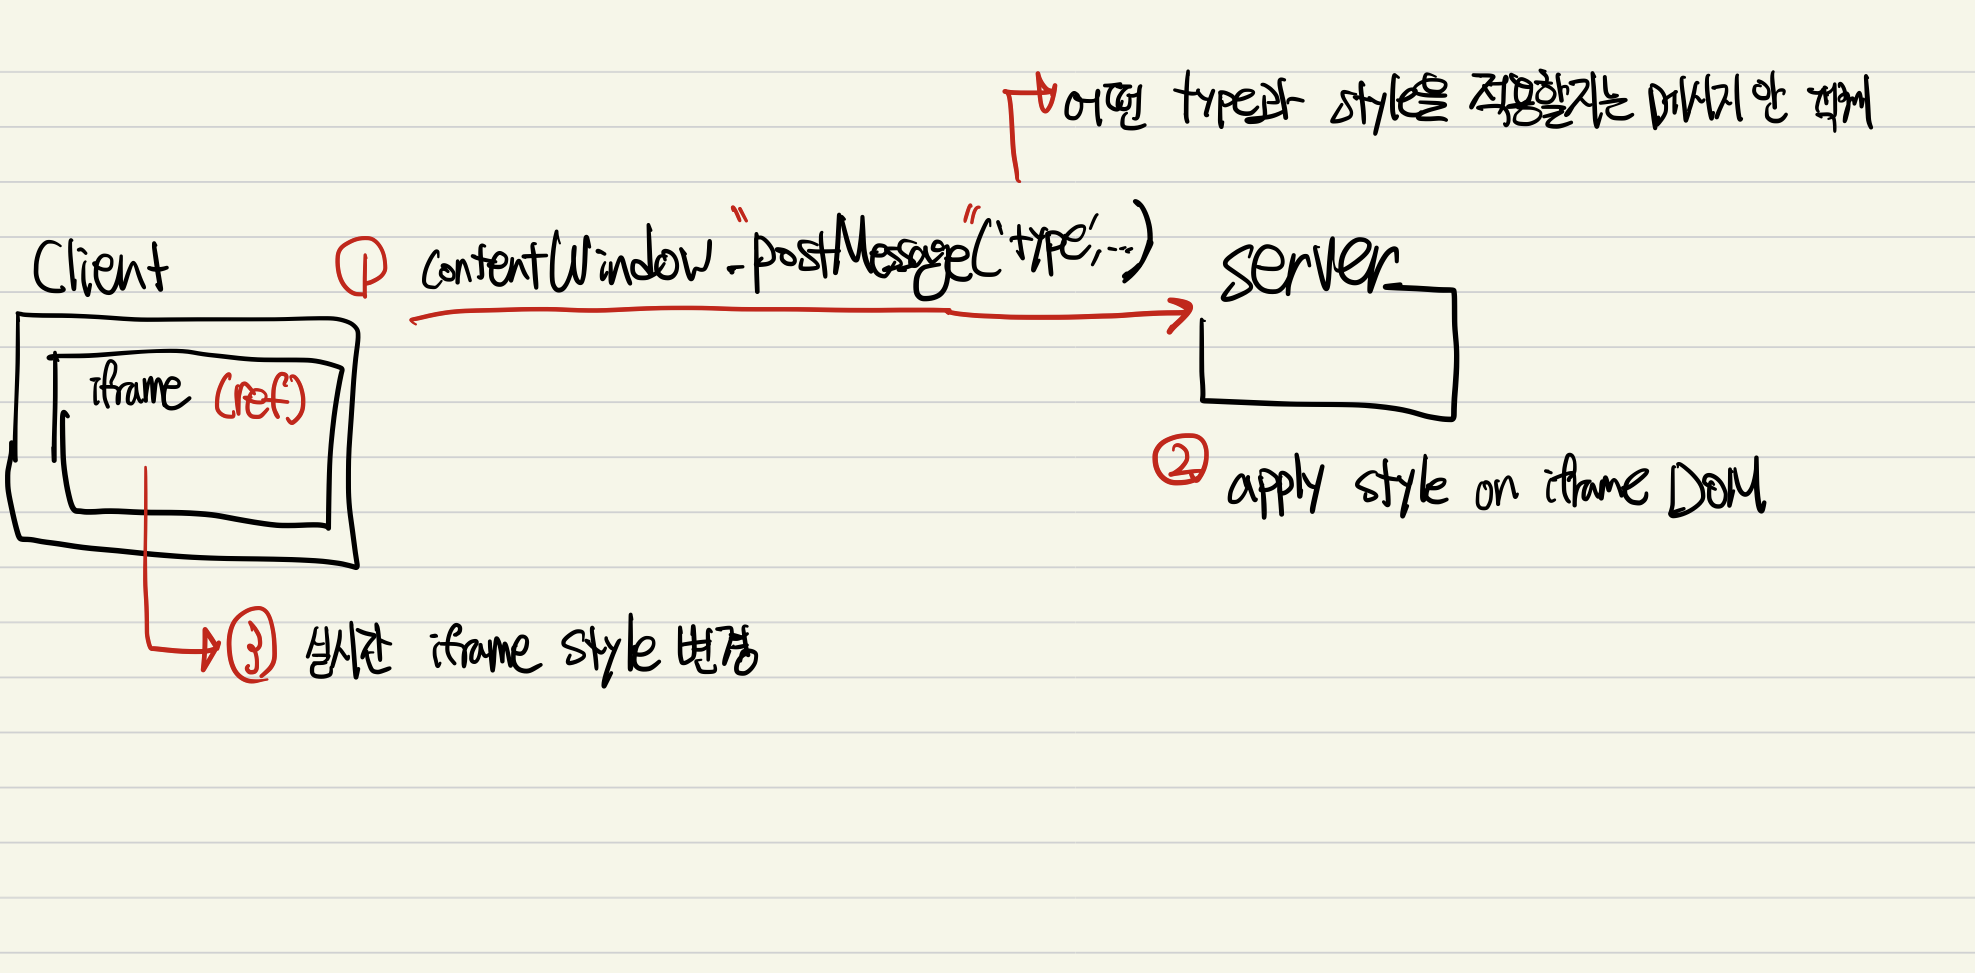 어떤 type과 style을 적용할지는 메시지 안 객체
Client
① contentWindow.postMessage("type",...)
server
iframe (ref)
② apply style on iframe DOM
③ 실시간 iframe style 변경